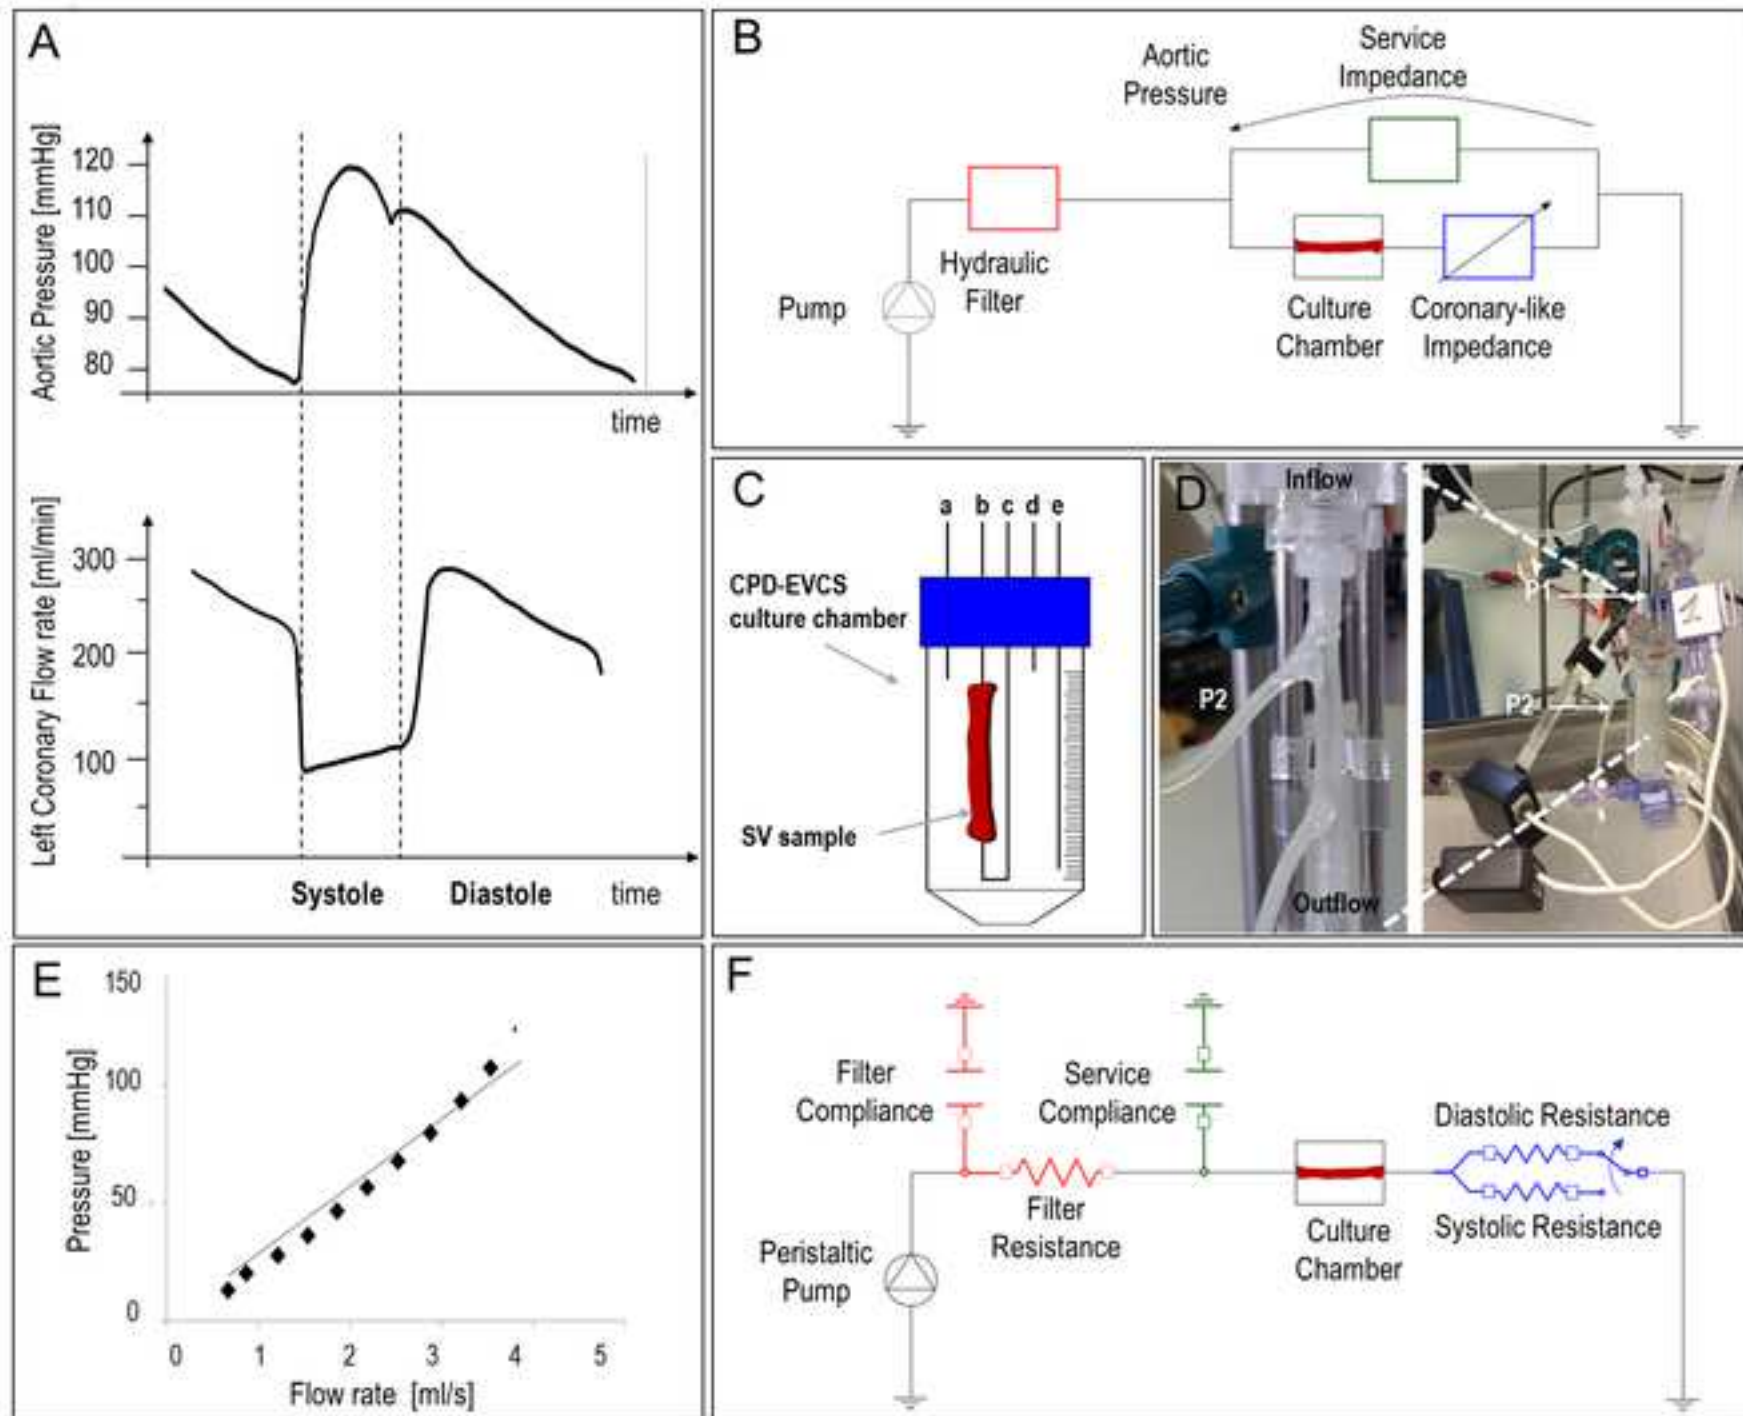 A
Aortic Pressure [mmHg]
120
110
100
90
80
time
Left Coronary Flow rate [ml/min]
300
200
100
Systole
Diastole
time
B
Aortic
Pressure
Service
Impedance
Hydraulic
Filter
Pump
Culture
Chamber
Coronary-like
Impedance
C
a b c d e
CPD-EVCS
culture chamber
SV sample
D
Inflow
P2
Outflow
P2
E
Pressure [mmHg]
150
100
50
0
0 1 2 3 4 5
Flow rate [ml/s]
F
Filter
Compliance
Service
Compliance
Diastolic Resistance
Filter
Resistance
Systolic Resistance
Culture
Chamber
Peristaltic
Pump